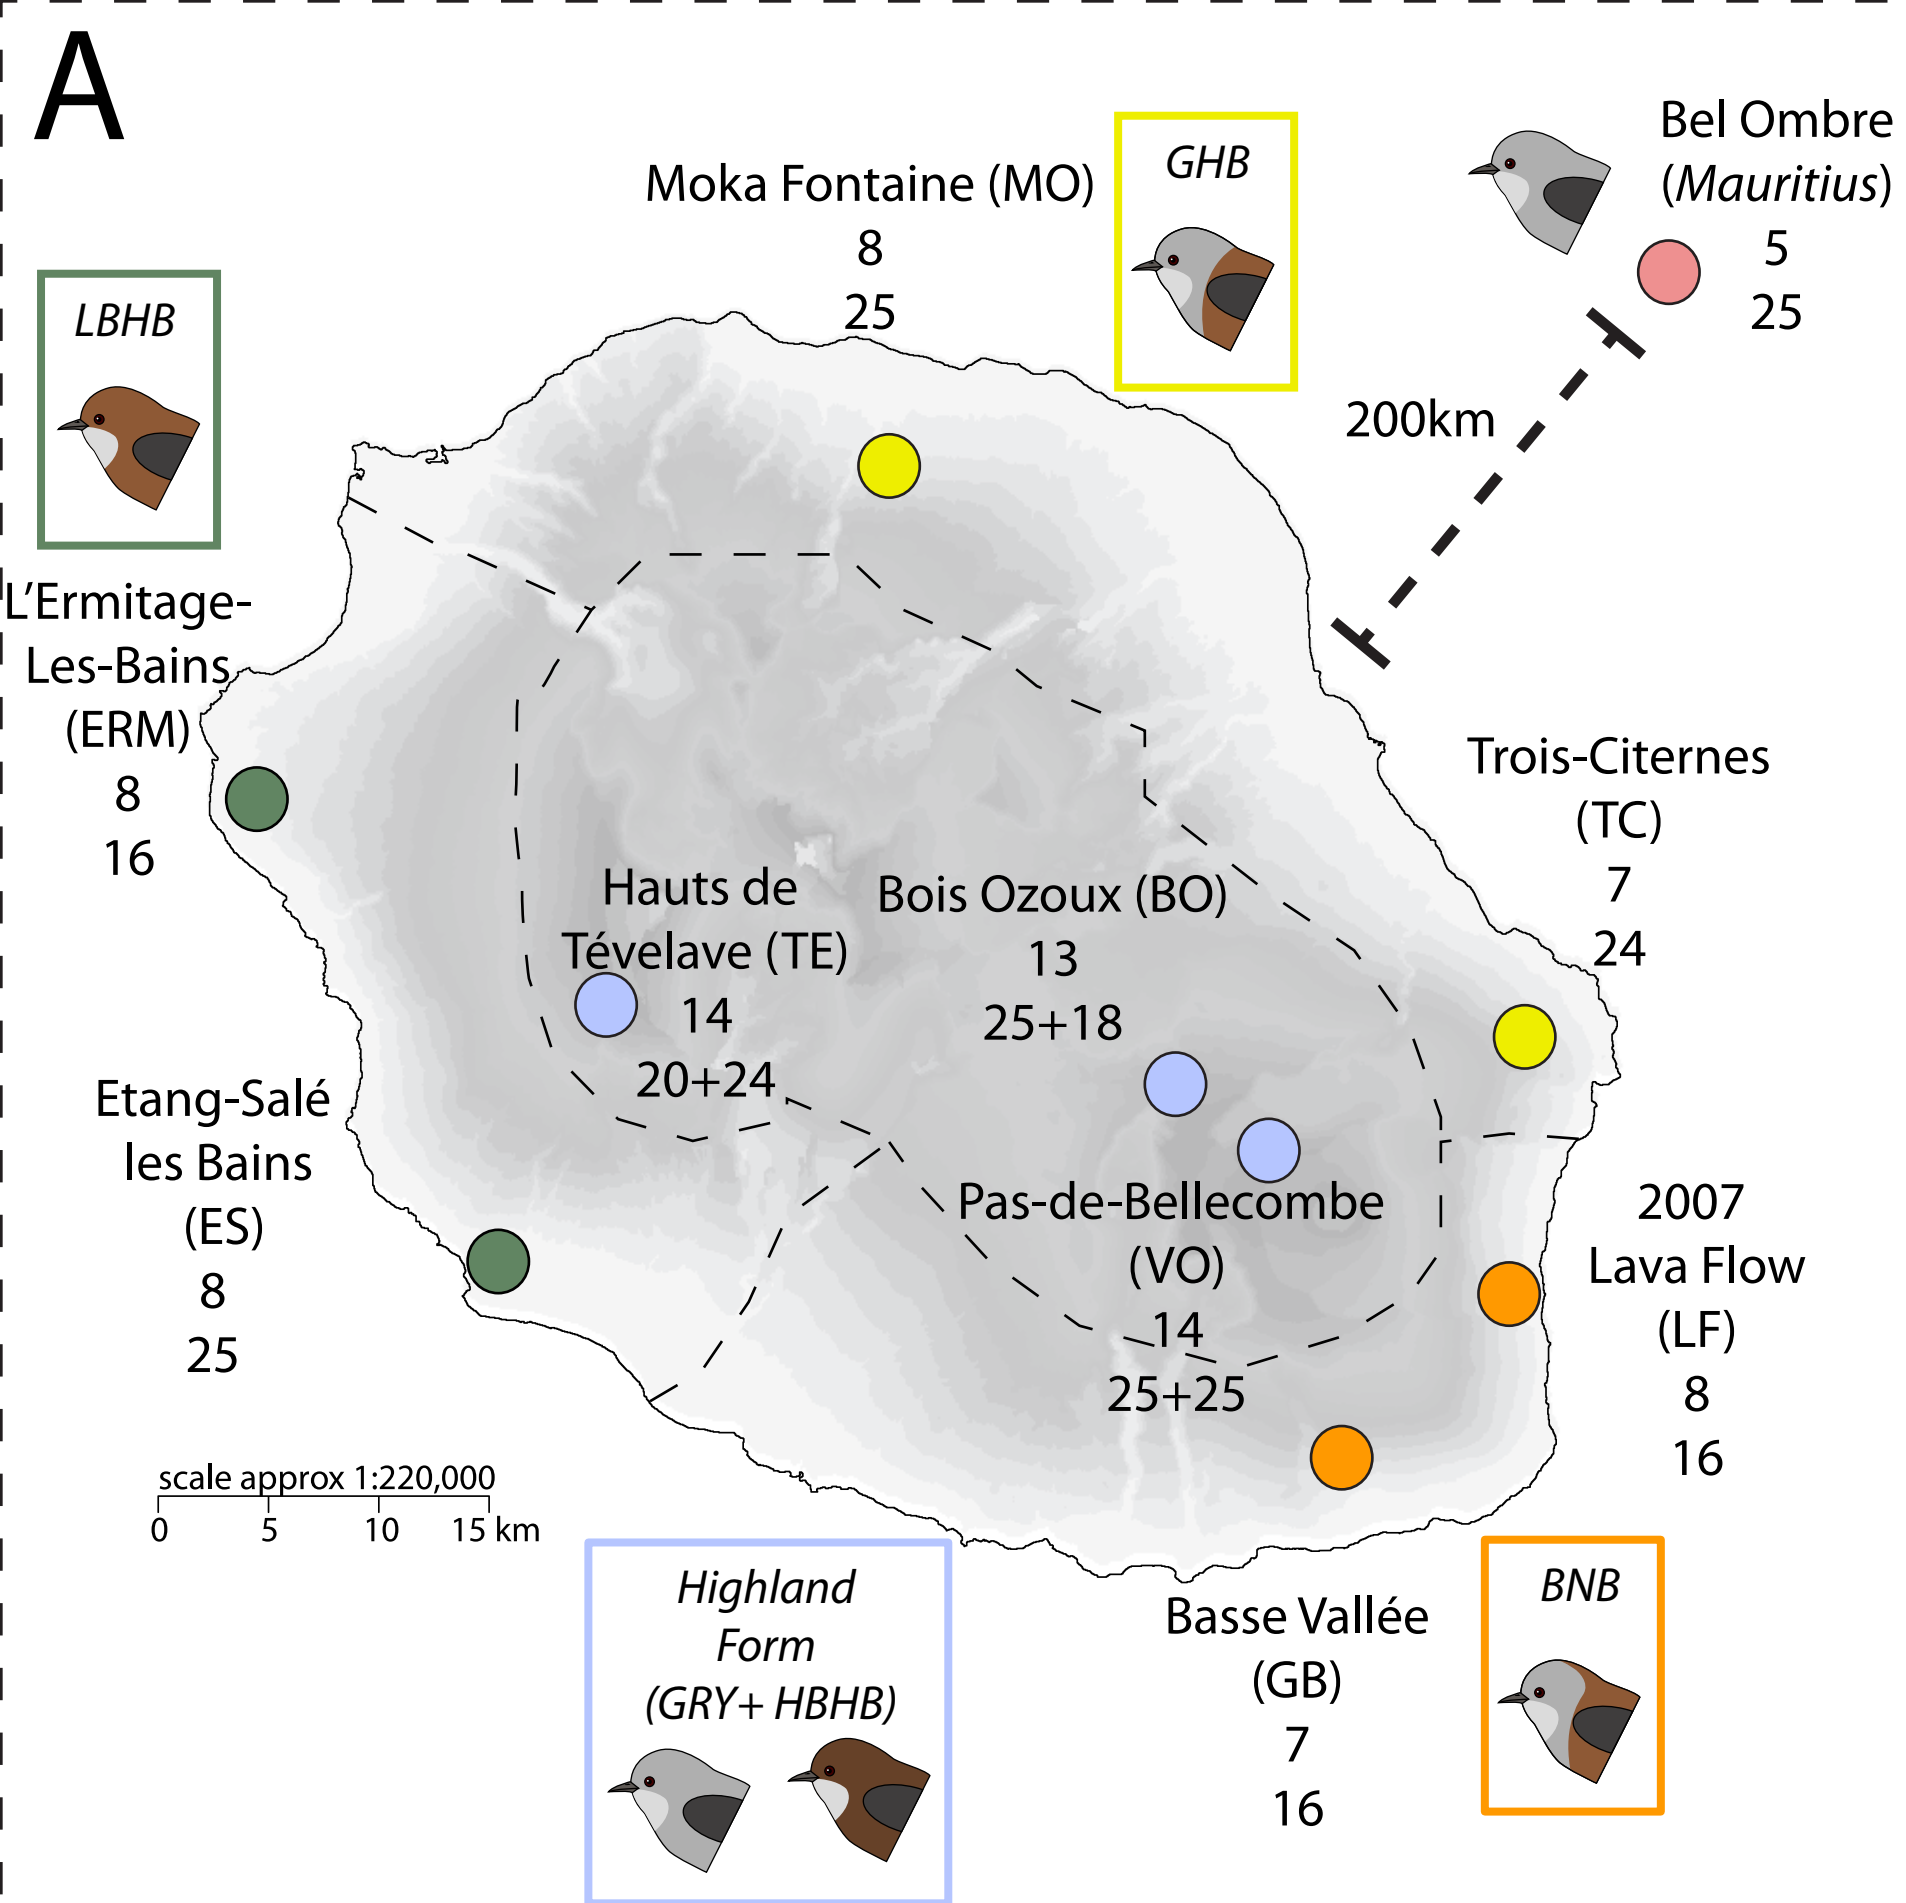 A
Moka Fontaine (MO)
8
25
GHB
Bel Ombre
(Mauritius)
5
25
200km
LBHB
L'Ermitage-
Les-Bains
(ERM)
8
16
Trois-Citernes
(TC)
7
24
Hauts de
Tévelave (TE)
14
20+24
Bois Ozoux (BO)
13
25+18
Etang-Salé
les Bains
(ES)
8
25
Pas-de-Bellecombe
(VO)
14
25+25
2007
Lava Flow
(LF)
8
16
scale approx 1:220,000
0 5 10 15 km
Highland
Form
(GRY+ HBHB)
Basse Vallée
(GB)
7
16
BNB